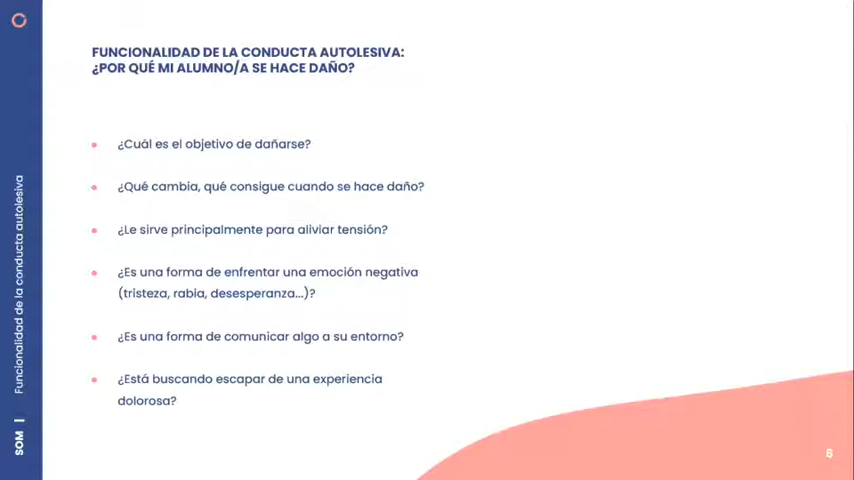 FUNCIONALIDAD DE LA CONDUCTA AUTOLESIVA:
¿POR QUÉ MI ALUMNO/A SE HACE DAÑO?
¿Cuál es el objetivo de dañarse?
¿Qué cambia, qué consigue cuando se hace daño?
¿Le sirve principalmente para aliviar tensión?
¿Es una forma de enfrentar una emoción negativa
(tristeza, rabia, desesperanza...)?
¿Es una forma de comunicar algo a su entorno?
¿Está buscando escapar de una experiencia
dolorosa?
SOM | Funcionalidad de la conducta autolesiva
6